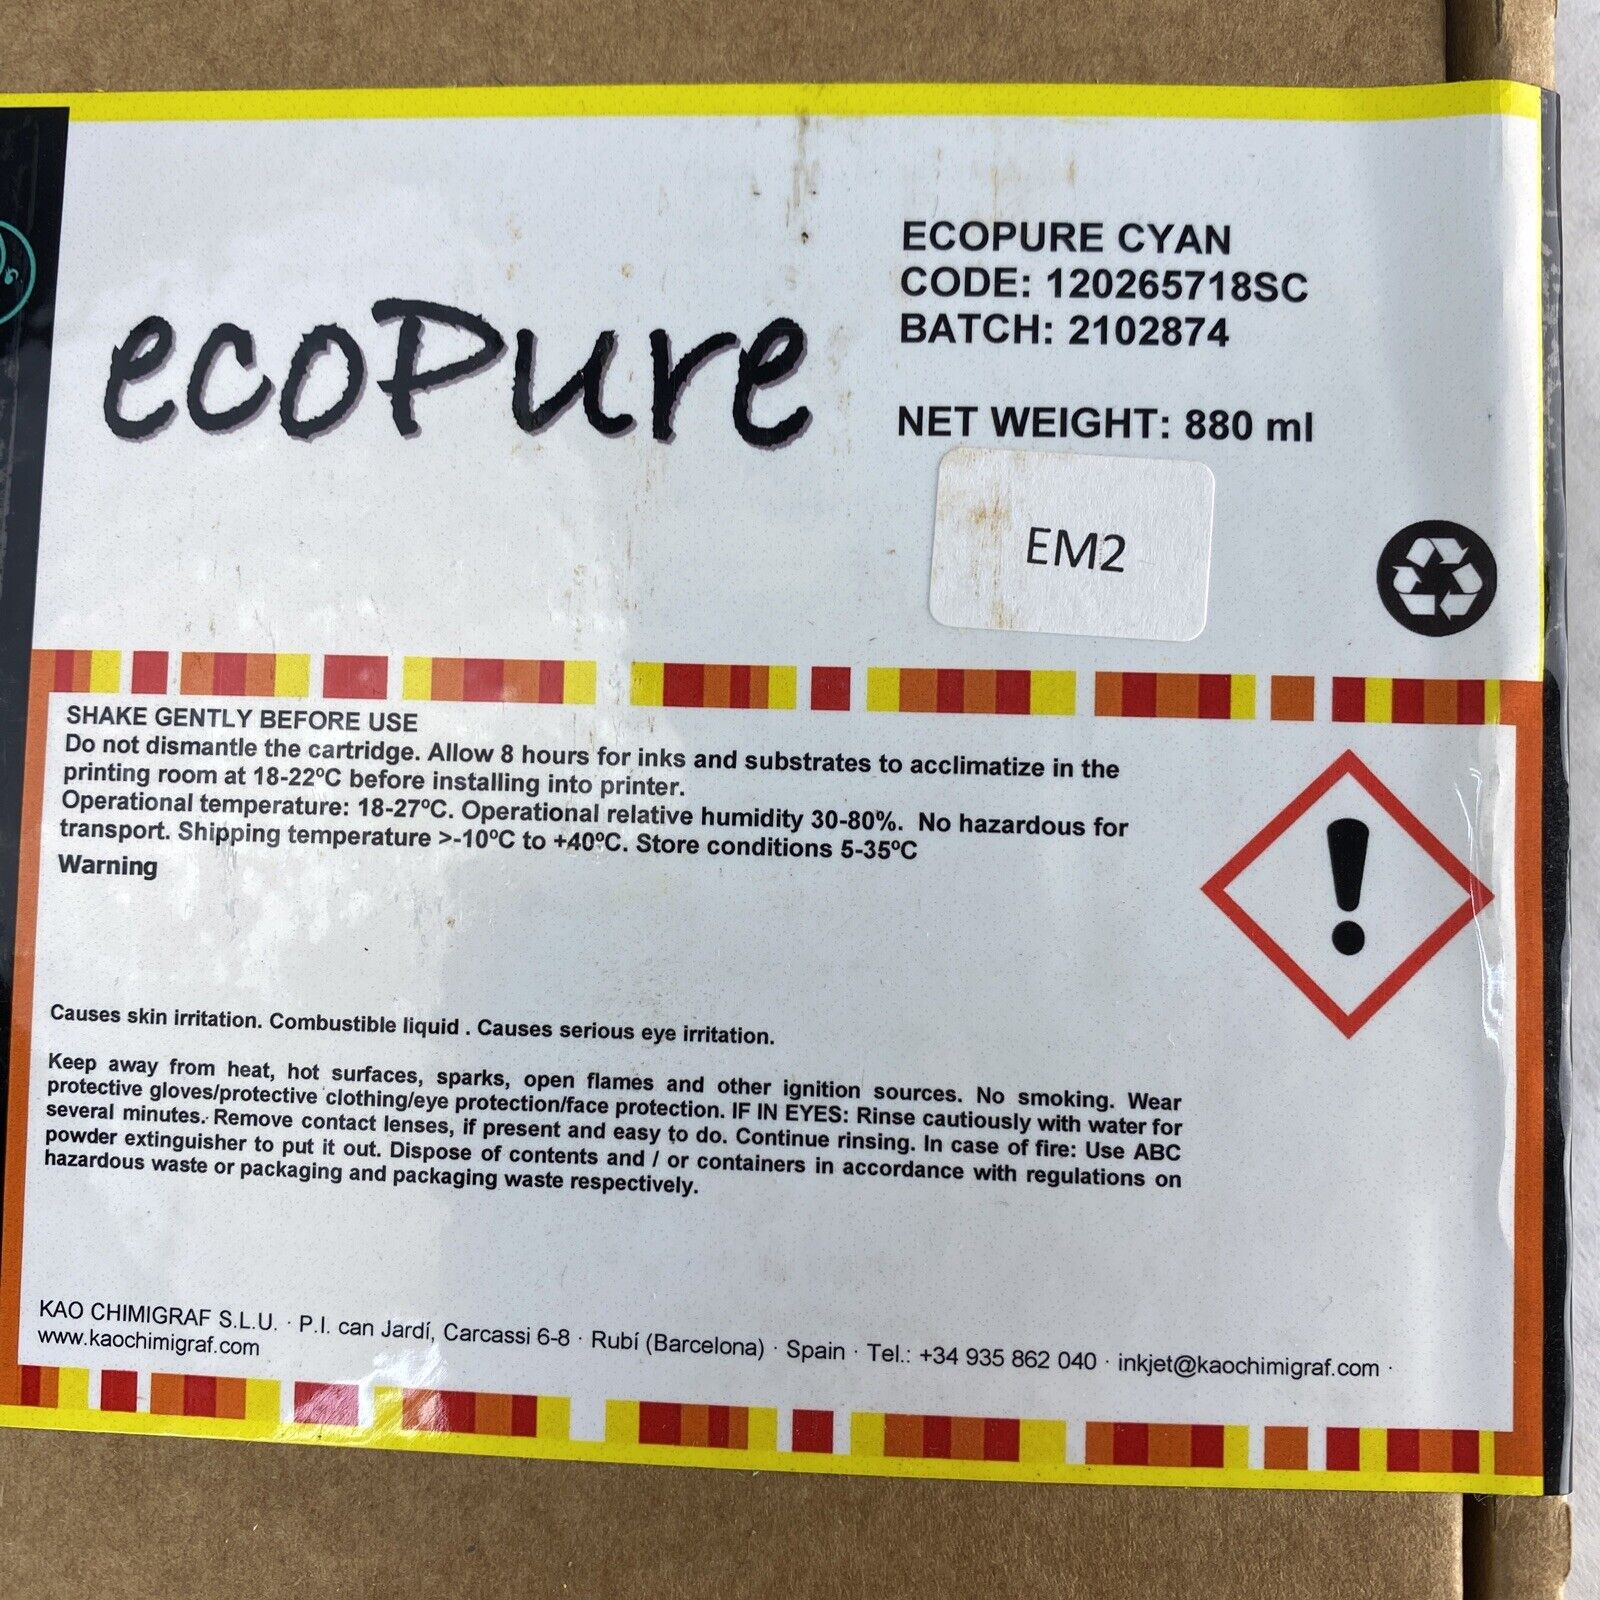 ecoPure
ECOPURE CYAN
CODE: 120265718SC
BATCH: 2102874
NET WEIGHT: 880 ml
EM2
SHAKE GENTLY BEFORE USE
Do not dismantle the cartridge. Allow 8 hours for inks and substrates to acclimatize in the
printing room at 18-22ºC before installing into printer.
Operational temperature: 18-27ºC. Operational relative humidity 30-80%. No hazardous for
transport. Shipping temperature >-10ºC to +40ºC. Store conditions 5-35ºC
Warning
Causes skin irritation. Combustible liquid . Causes serious eye irritation.
Keep away from heat, hot surfaces, sparks, open flames and other ignition sources. No smoking. Wear
protective gloves/protective clothing/eye protection/face protection. IF IN EYES: Rinse cautiously with water for
several minutes. Remove contact lenses, if present and easy to do. Continue rinsing. In case of fire: Use ABC
powder extinguisher to put it out. Dispose of contents and / or containers in accordance with regulations on
hazardous waste or packaging and packaging waste respectively.
KAO CHIMIGRAF S.L.U. · P.I. can Jardí, Carcassi 6-8 · Rubí (Barcelona) · Spain · Tel.: +34 935 862 040 · inkjet@kaochimigraf.com ·
www.kaochimigraf.com